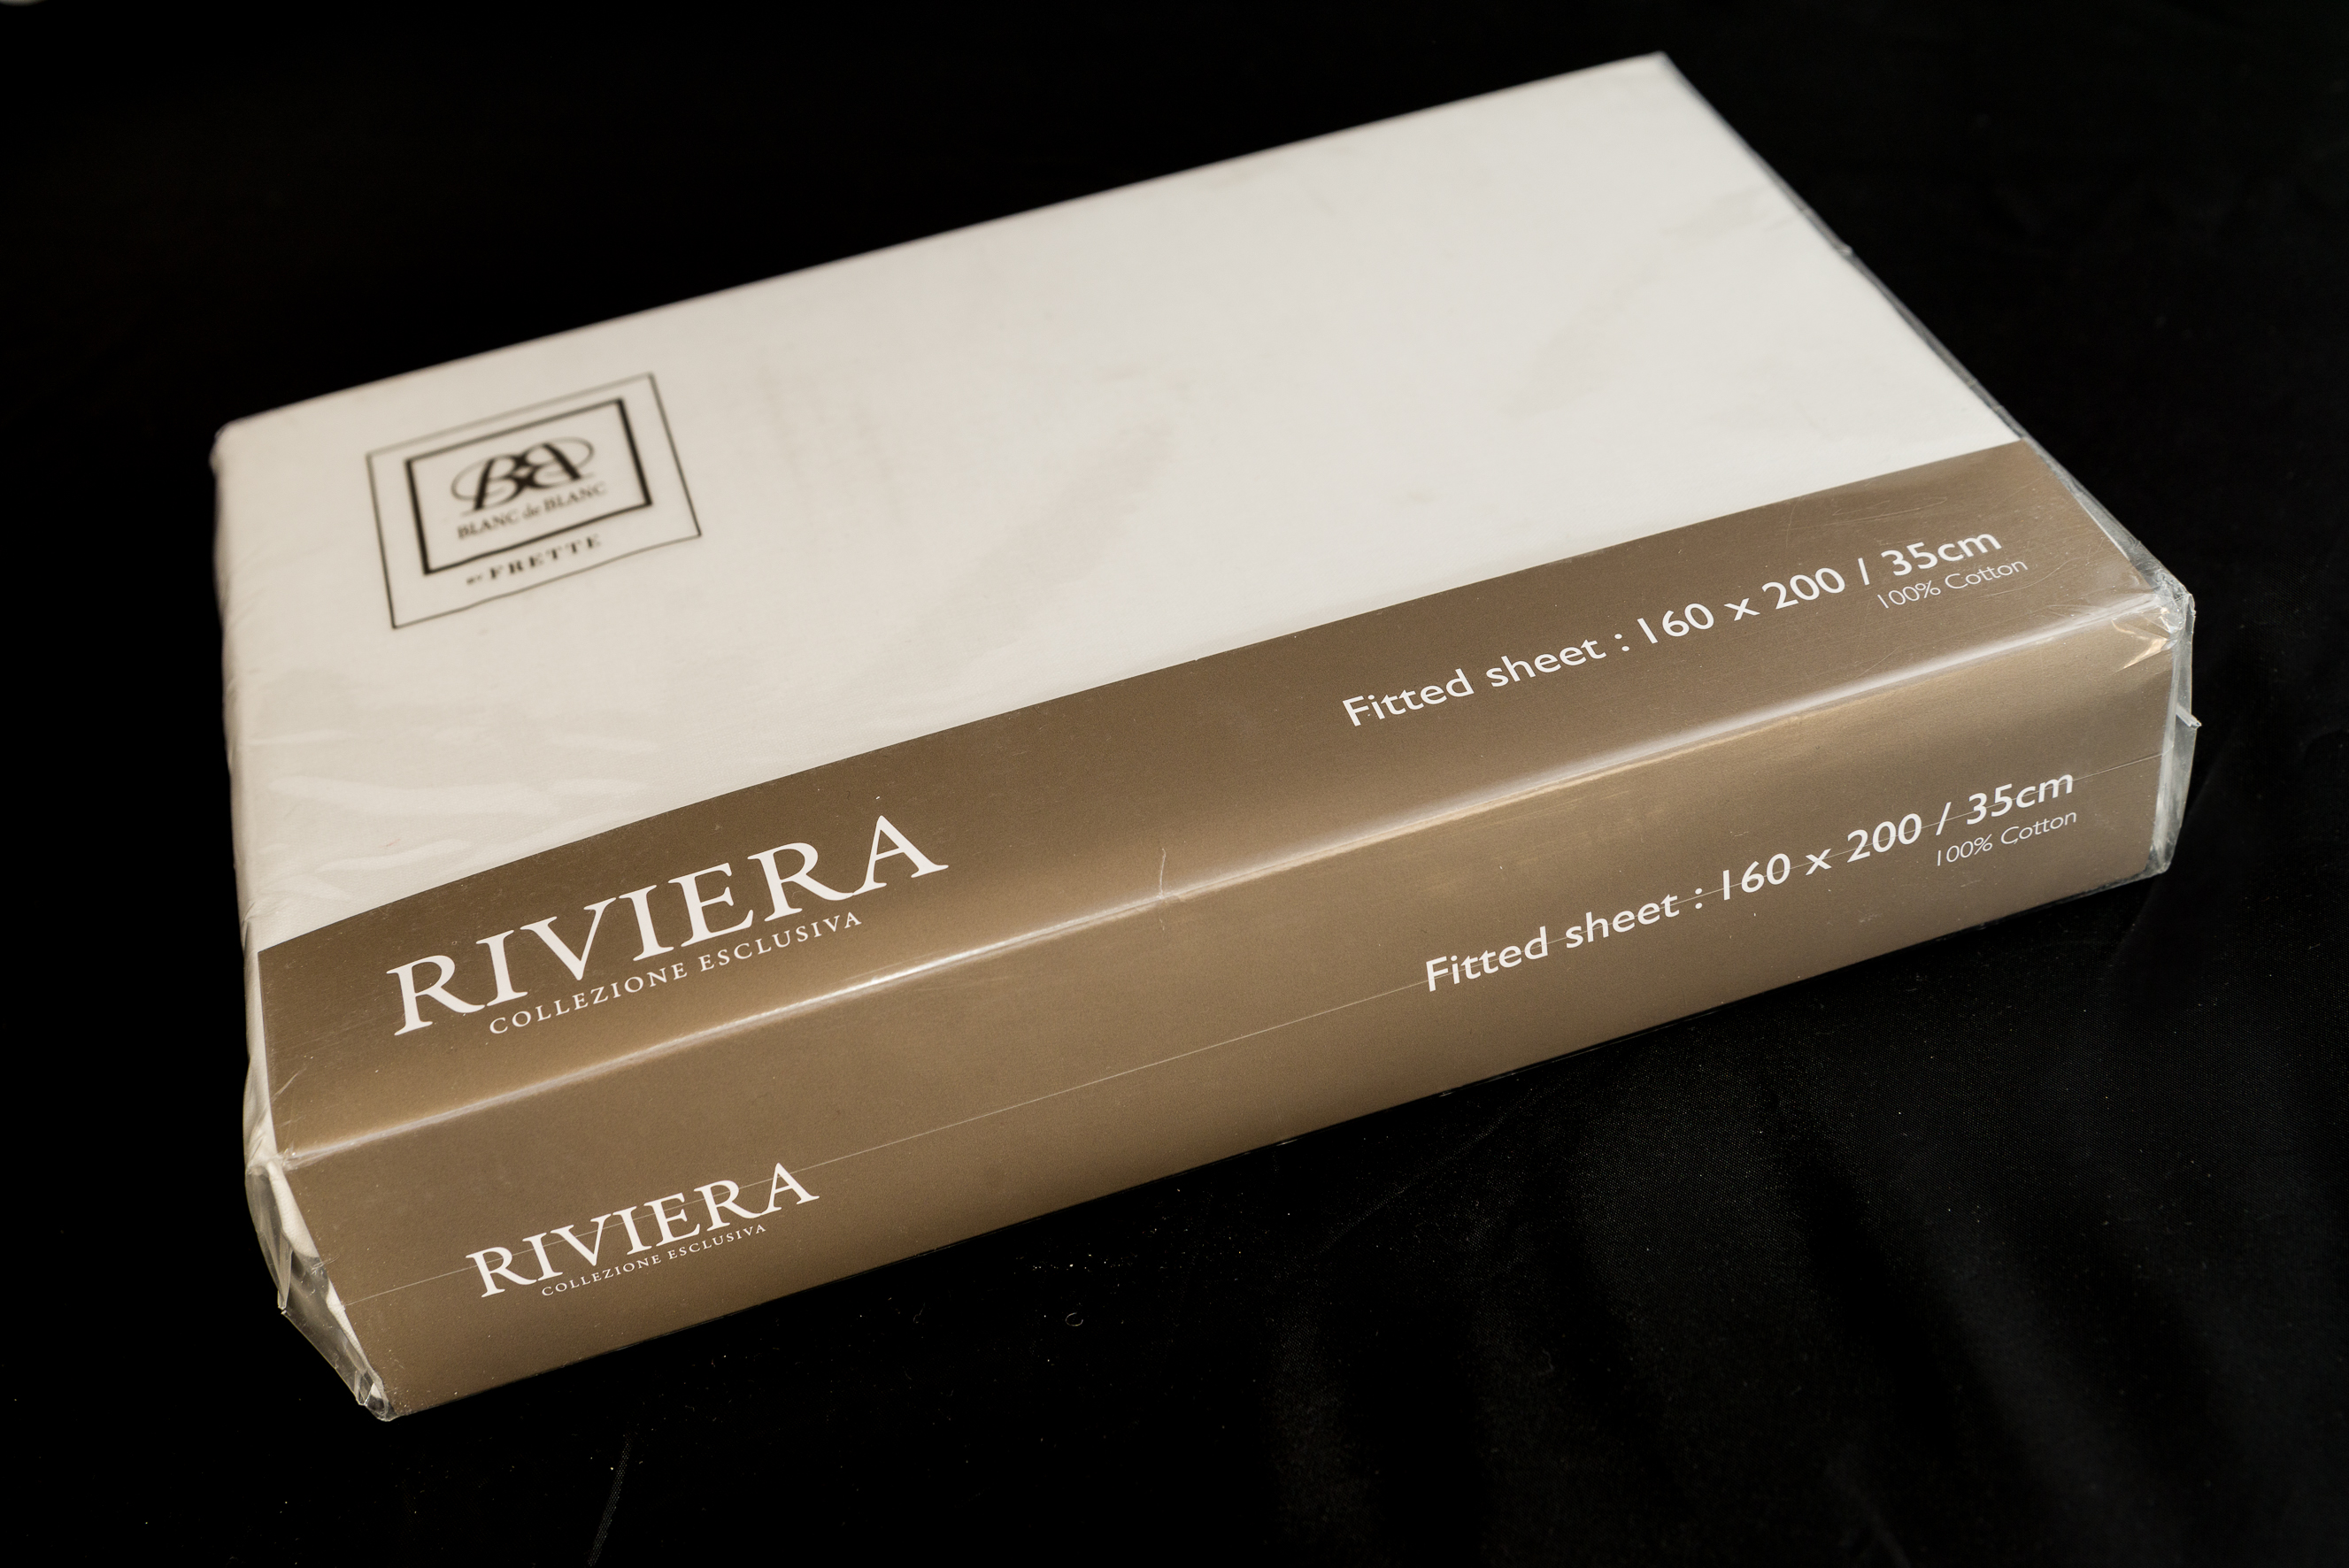 BB
BLANC de BLANC
BY FRETTE
Fitted sheet : 160 x 200 / 35cm
100% Cotton
RIVIERA
COLLEZIONE ESCLUSIVA
Fitted sheet : 160 x 200 / 35cm
100% Cotton
RIVIERA
COLLEZIONE ESCLUSIVA